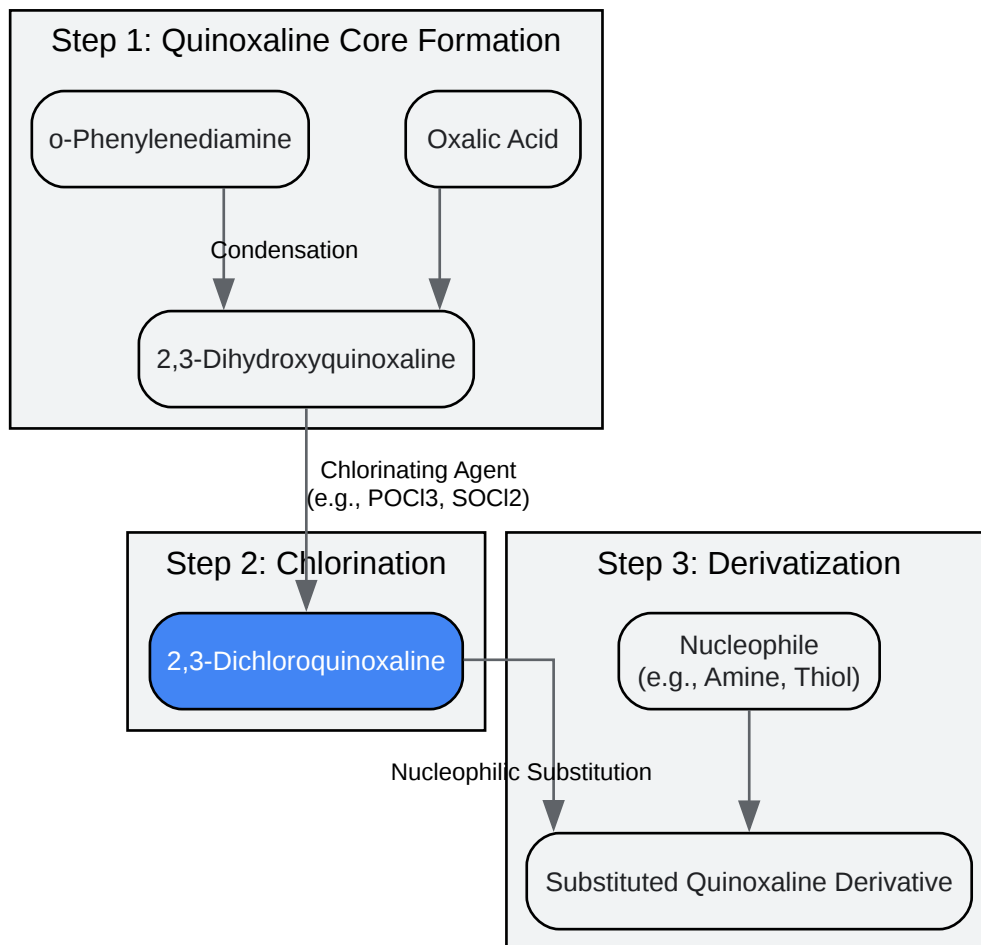 Step 1: Quinoxaline Core Formation
o-Phenylenediamine
Oxalic Acid
Condensation
2,3-Dihydroxyquinoxaline
Chlorinating Agent
(e.g., POCl3, SOCl2)
Step 2: Chlorination
2,3-Dichloroquinoxaline
Step 3: Derivatization
Nucleophile
(e.g., Amine, Thiol)
Nucleophilic Substitution
Substituted Quinoxaline Derivative